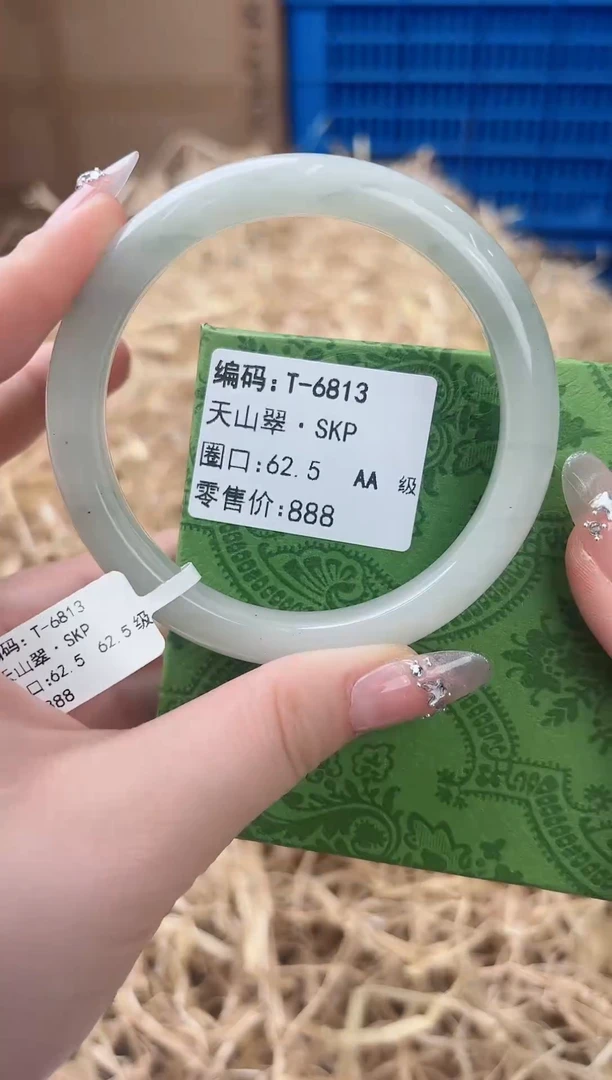 编码:T-6813
天山翠·SKP
圈口:62.5 AA 级
零售价:888
码: T-6813
天山翠·SKP
口:62.5 62.5级
888